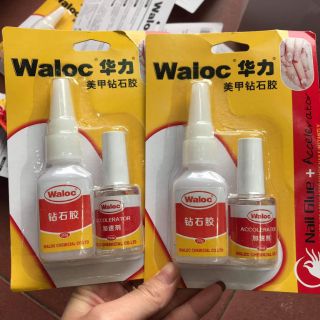 Waloc 华力
美甲钻石胶
Waloc
钻石胶
Waloc
ACCOLERATOR
加速剂
WALOC CHEMICAL CO.LTD
Waloc 华力
美甲钻石胶
Waloc
钻石胶
Waloc
ACCOLERATOR
加速剂
WALOC CHEMICAL CO.LTD
Nail Glue + Accelerator